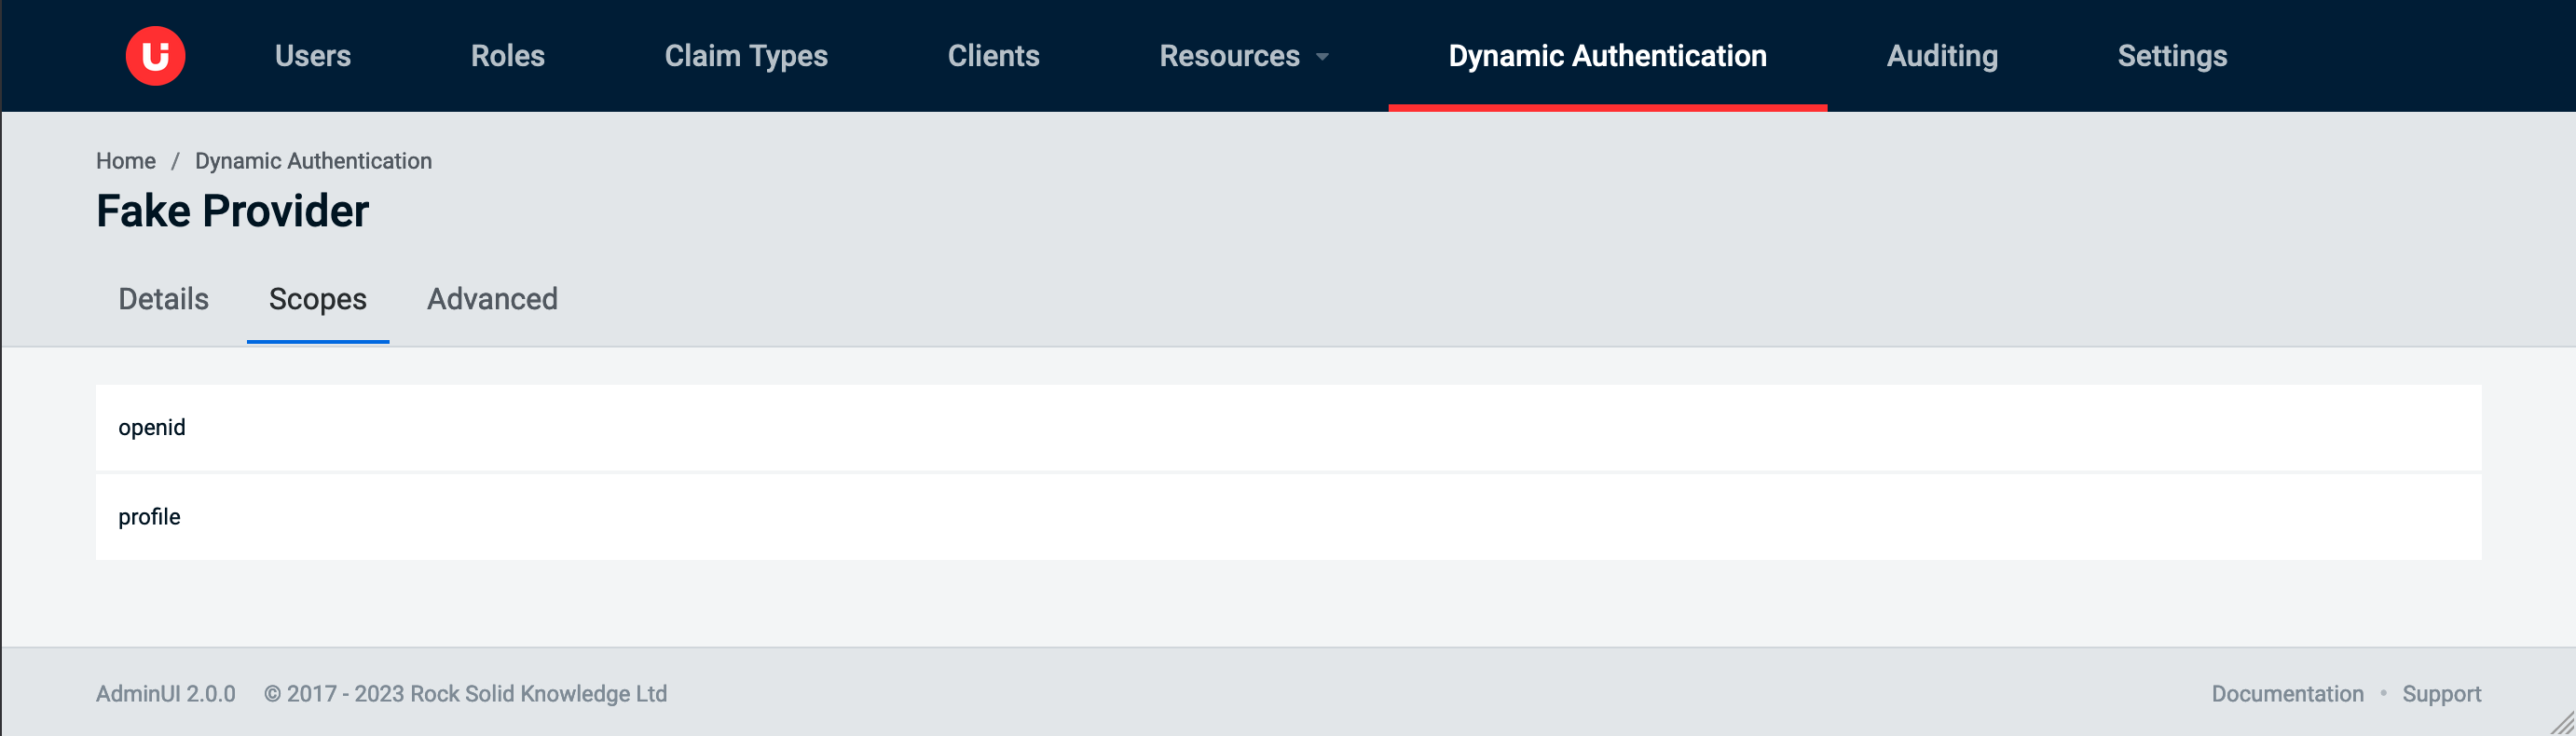 Users Roles Claim Types Clients Resources Dynamic Authentication Auditing Settings
Home / Dynamic Authentication
Fake Provider
Details Scopes Advanced
openid
profile
AdminUI 2.0.0 © 2017 - 2023 Rock Solid Knowledge Ltd Documentation • Support